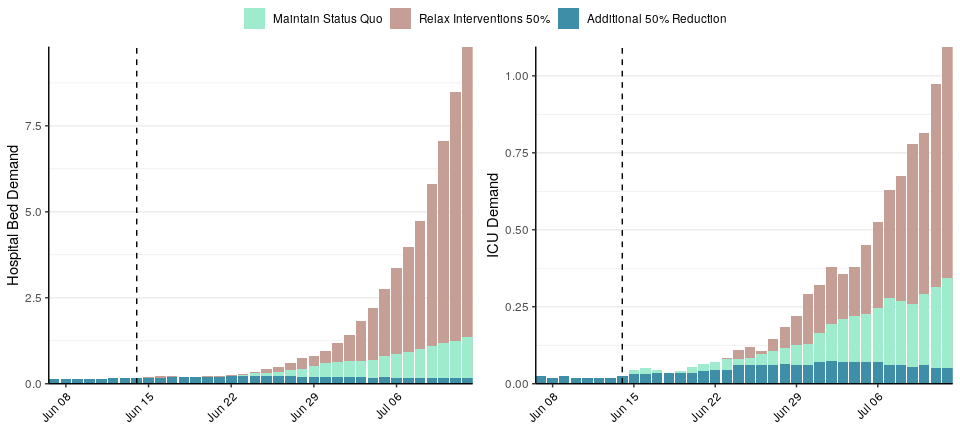 Maintain Status Quo Relax Interventions 50% Additional 50% Reduction
Hospital Bed Demand
7.5
5.0
2.5
0.0
Jun 08 Jun 15 Jun 22 Jun 29 Jul 06
ICU Demand
1.00
0.75
0.50
0.25
0.00
Jun 08 Jun 15 Jun 22 Jun 29 Jul 06